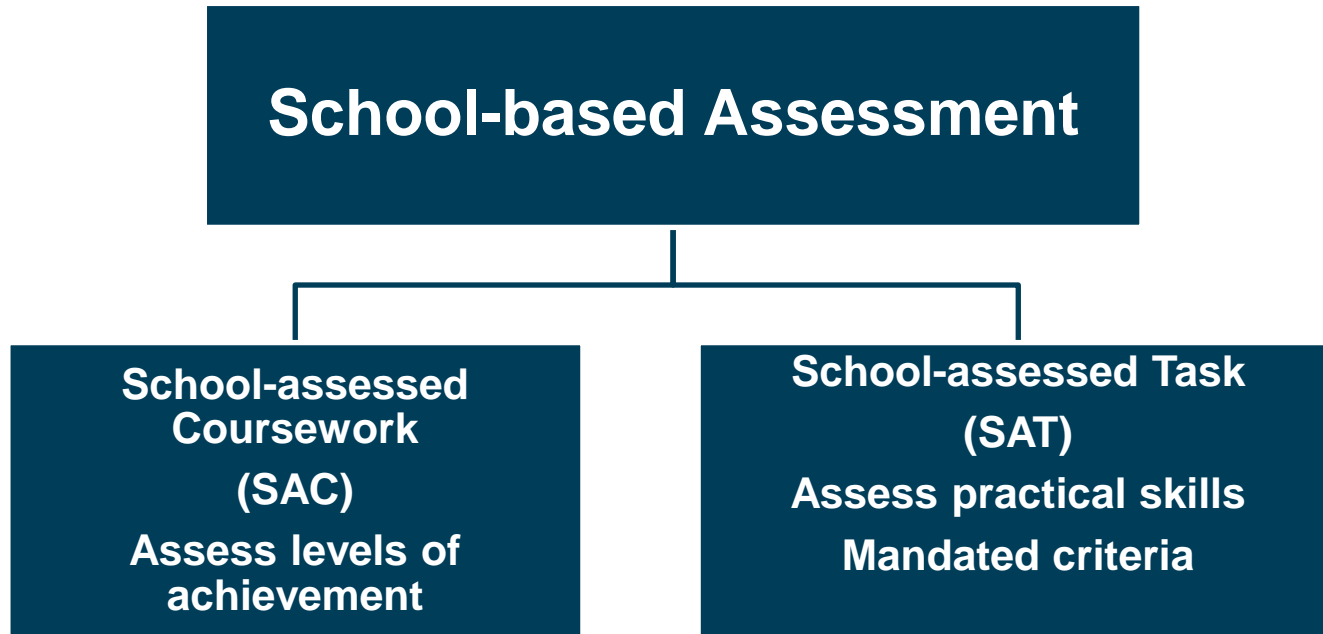 School-based Assessment
School-assessed
Coursework
(SAC)
Assess levels of
achievement
School-assessed Task
(SAT)
Assess practical skills
Mandated criteria